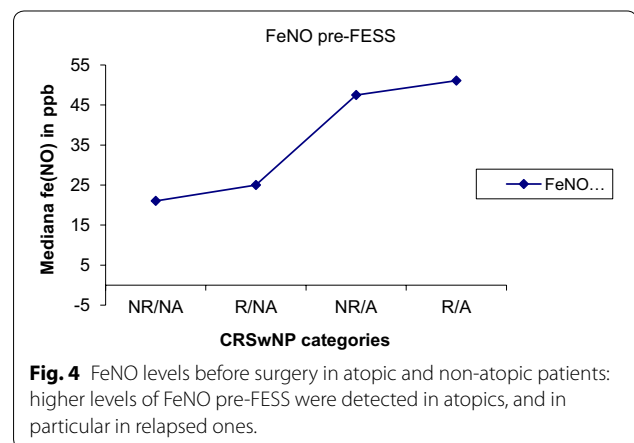 FeNO pre-FESS
Mediana fe(NO) in ppb
55
45
35
25
15
5
-5
NR/NA R/NA NR/A R/A
CRSwNP categories
FeNO...
Fig. 4 FeNO levels before surgery in atopic and non-atopic patients:
higher levels of FeNO pre-FESS were detected in atopics, and in
particular in relapsed ones.